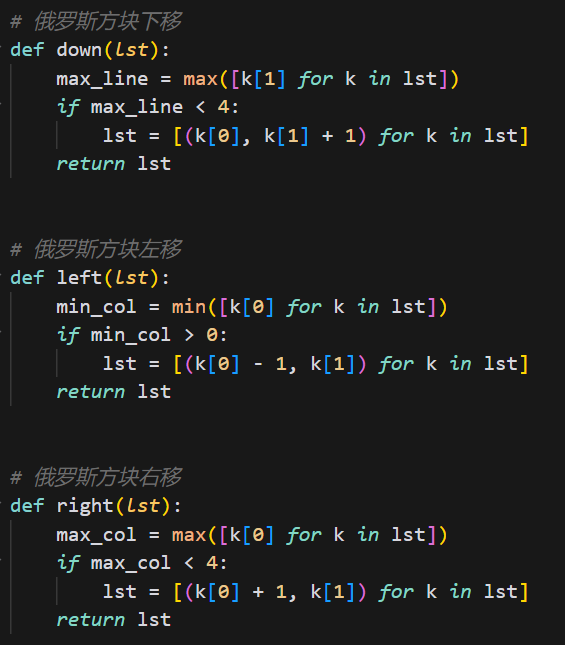 # 俄罗斯方块下移
def down(lst):
    max_line = max([k[1] for k in lst])
    if max_line < 4:
        lst = [(k[0], k[1] + 1) for k in lst]
    return lst
# 俄罗斯方块左移
def left(lst):
    min_col = min([k[0] for k in lst])
    if min_col > 0:
        lst = [(k[0] - 1, k[1]) for k in lst]
    return lst
# 俄罗斯方块右移
def right(lst):
    max_col = max([k[0] for k in lst])
    if max_col < 4:
        lst = [(k[0] + 1, k[1]) for k in lst]
    return lst